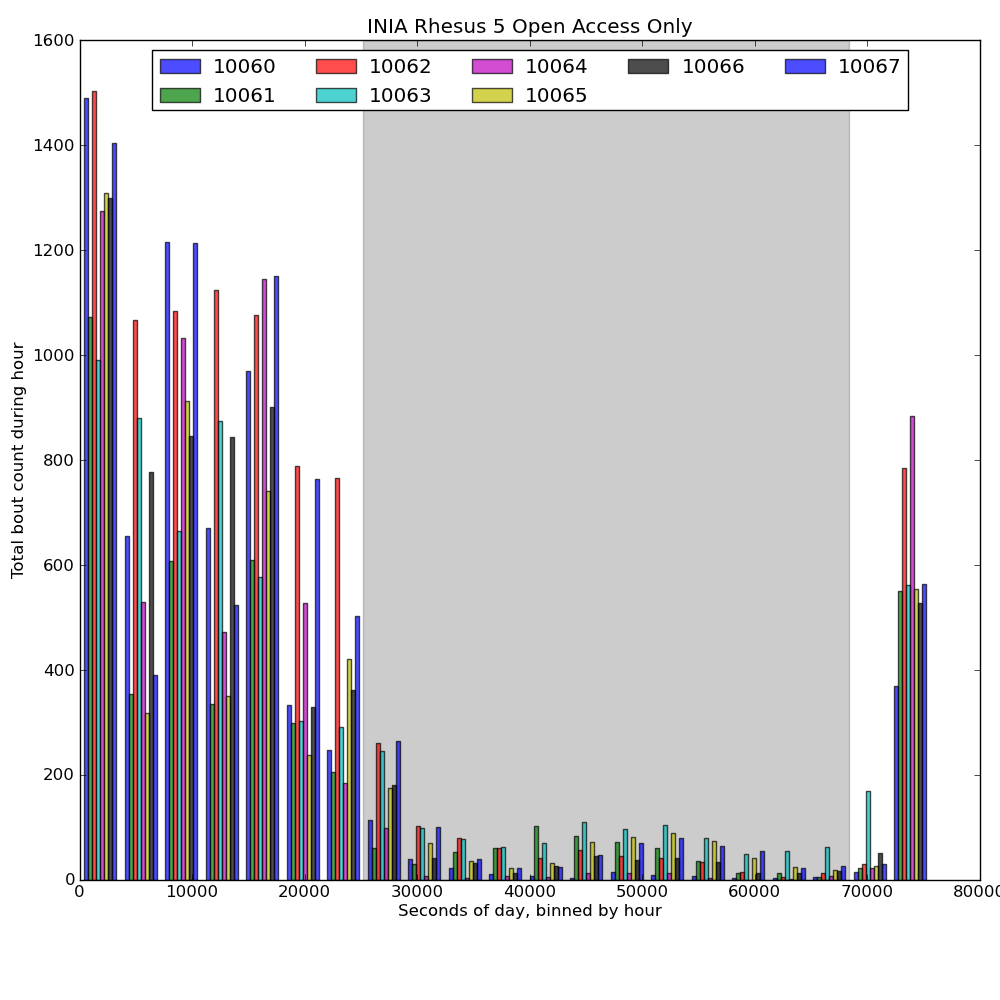 INIA Rhesus 5 Open Access Only
1600
1400
1200
1000
800
600
400
200
0
Total bout count during hour
10060 10062 10064 10066 10067
10061 10063 10065
0 10000 20000 30000 40000 50000 60000 70000 80000
Seconds of day, binned by hour